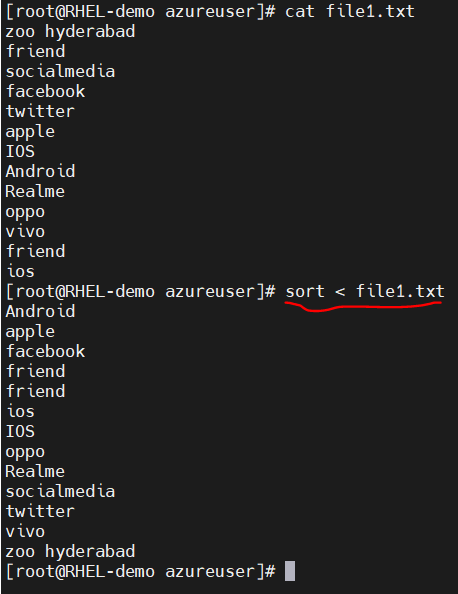 [root@RHEL-demo azureuser]# cat file1.txt
zoo hyderabad
friend
socialmedia
facebook
twitter
apple
IOS
Android
Realme
oppo
vivo
friend
ios
[root@RHEL-demo azureuser]# sort < file1.txt
Android
apple
facebook
friend
friend
ios
IOS
oppo
Realme
socialmedia
twitter
vivo
zoo hyderabad
[root@RHEL-demo azureuser]#